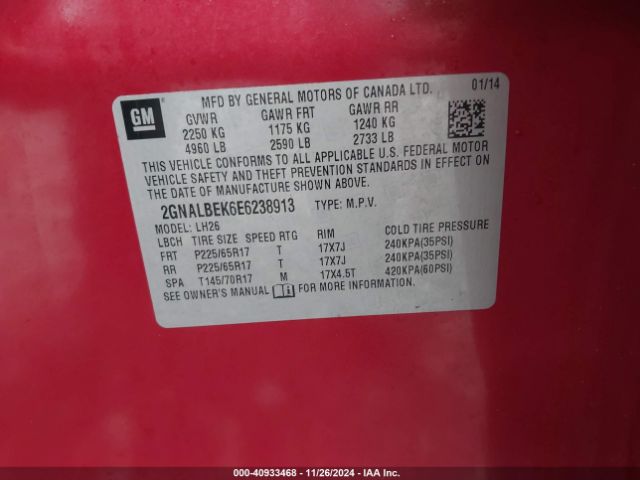 GM
MFD BY GENERAL MOTORS OF CANADA LTD.
01/14
GVWR GAWR FRT GAWR RR
2250 KG 1175 KG 1240 KG
4960 LB 2590 LB 2733 LB
THIS VEHICLE CONFORMS TO ALL APPLICABLE U.S. FEDERAL MOTOR
VEHICLE SAFETY AND THEFT PREVENTION STANDARDS IN EFFECT ON
THE DATE OF MANUFACTURE SHOWN ABOVE.
2GNALBEK6E6238913 TYPE: M.P.V.
MODEL: LH26
LBCH TIRE SIZE SPEED RTG RIM COLD TIRE PRESSURE
FRT P225/65R17 T 17X7J 240KPA(35PSI)
RR P225/65R17 T 17X7J 240KPA(35PSI)
SPA T145/70R17 M 17X4.5T 420KPA(60PSI)
SEE OWNER'S MANUAL FOR MORE INFORMATION.
000-40933468 - 11/26/2024 - IAA Inc.